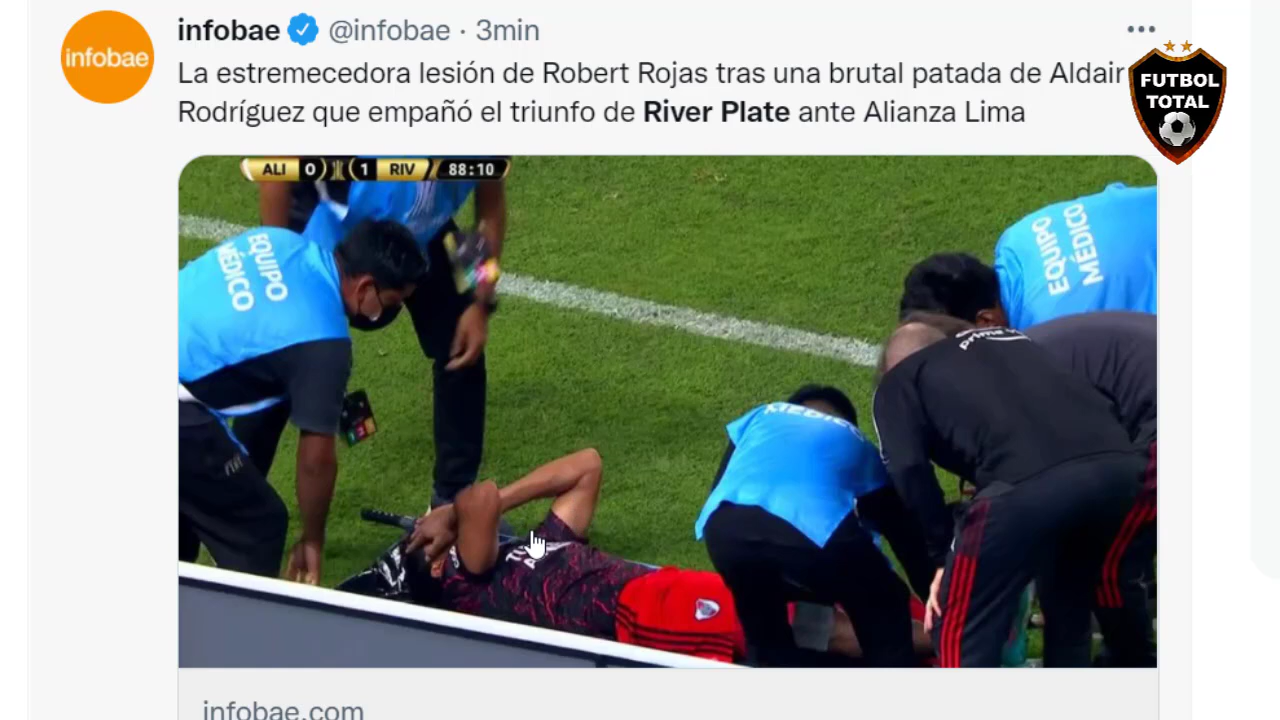 infobae @infobae · 3min
infobae
La estremecedora lesión de Robert Rojas tras una brutal patada de Aldair
Rodríguez que empañó el triunfo de River Plate ante Alianza Lima
FUTBOL
TOTAL
ALI 0 1 RIV 88:10
EQUIPO
MÉDICO
EQUIPO
MÉDICO
MÉDICO
infobae.com